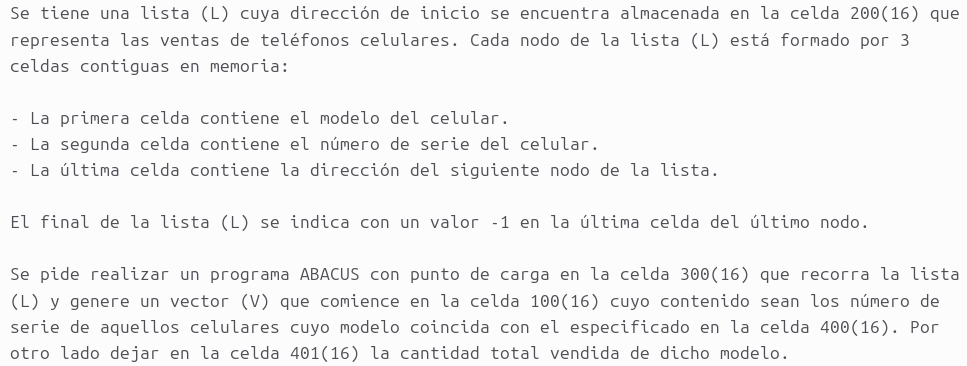 Se tiene una lista (L) cuya dirección de inicio se encuentra almacenada en la celda 200(16) que
representa las ventas de teléfonos celulares. Cada nodo de la lista (L) está formado por 3
celdas contiguas en memoria:
- La primera celda contiene el modelo del celular.
- La segunda celda contiene el número de serie del celular.
- La última celda contiene la dirección del siguiente nodo de la lista.
El final de la lista (L) se indica con un valor -1 en la última celda del último nodo.
Se pide realizar un programa ABACUS con punto de carga en la celda 300(16) que recorra la lista
(L) y genere un vector (V) que comience en la celda 100(16) cuyo contenido sean los número de
serie de aquellos celulares cuyo modelo coincida con el especificado en la celda 400(16). Por
otro lado dejar en la celda 401(16) la cantidad total vendida de dicho modelo.